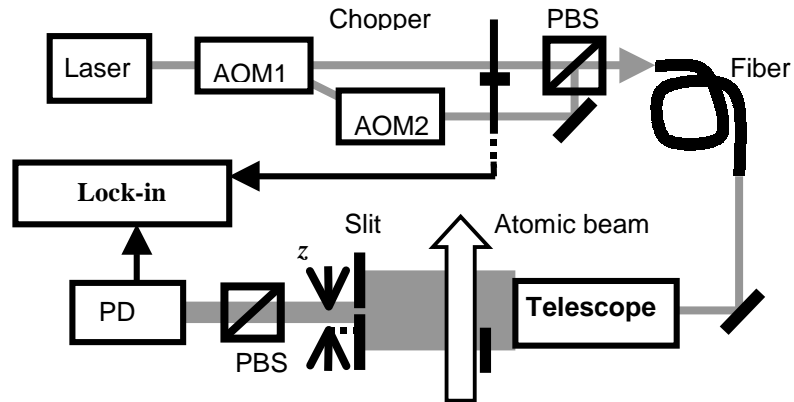 Chopper
PBS
Laser
AOM1
Fiber
AOM2
Lock-in
Slit
Atomic beam
z
PD
Telescope
PBS